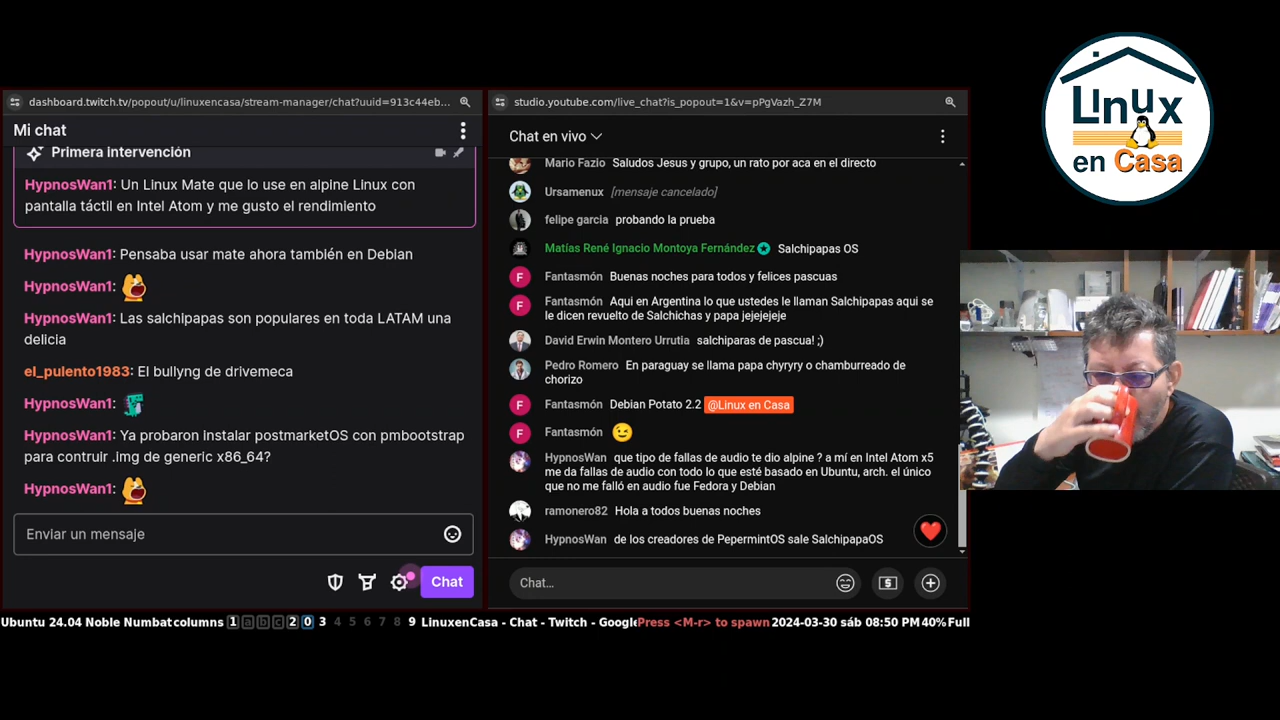 LInux
en Casa
dashboard.twitch.tv/popout/u/linuxencasa/stream-manager/chat?uuid=913c44eb...
Mi chat
Primera intervención
HypnosWan1: Un Linux Mate que lo use en alpine Linux con
pantalla táctil en Intel Atom y me gusto el rendimiento
HypnosWan1: Pensaba usar mate ahora también en Debian
HypnosWan1:
HypnosWan1: Las salchipapas son populares en toda LATAM una
delicia
el_pulento1983: El bullyng de drivemeca
HypnosWan1:
HypnosWan1: Ya probaron instalar postmarketOS con pmbootstrap
para contruir .img de generic x86_64?
HypnosWan1:
Enviar un mensaje
Chat
studio.youtube.com/live_chat?is_popout=1&v=pPgVazh_Z7M
Chat en vivo
Mario Fazio Saludos Jesus y grupo, un rato por aca en el directo
Ursamenux [mensaje cancelado]
felipe garcia probando la prueba
Matías René Ignacio Montoya Fernández Salchipapas OS
F Fantasmón Buenas noches para todos y felices pascuas
F Fantasmón Aqui en Argentina lo que ustedes le llaman Salchipapas aqui se
le dicen revuelto de Salchichas y papa jejejejeje
David Erwin Montero Urrutia salchiparas de pascua! ;)
Pedro Romero En paraguay se llama papa chyryry o chamburreado de
chorizo
F Fantasmón Debian Potato 2.2 @Linux en Casa
F Fantasmón
HypnosWan que tipo de fallas de audio te dio alpine ? a mí en Intel Atom x5
me da fallas de audio con todo lo que esté basado en Ubuntu, arch. el único
que no me falló en audio fue Fedora y Debian
ramonero82 Hola a todos buenas noches
HypnosWan de los creadores de PepermintOS sale SalchipapaOS
Chat...
Ubuntu 24.04 Noble Numbat columns 1 a b c 2 0 3 4 5 6 7 8 9 LinuxenCasa - Chat - Twitch - Google Press <M-r> to spawn 2024-03-30 sáb 08:50 PM 40% Full